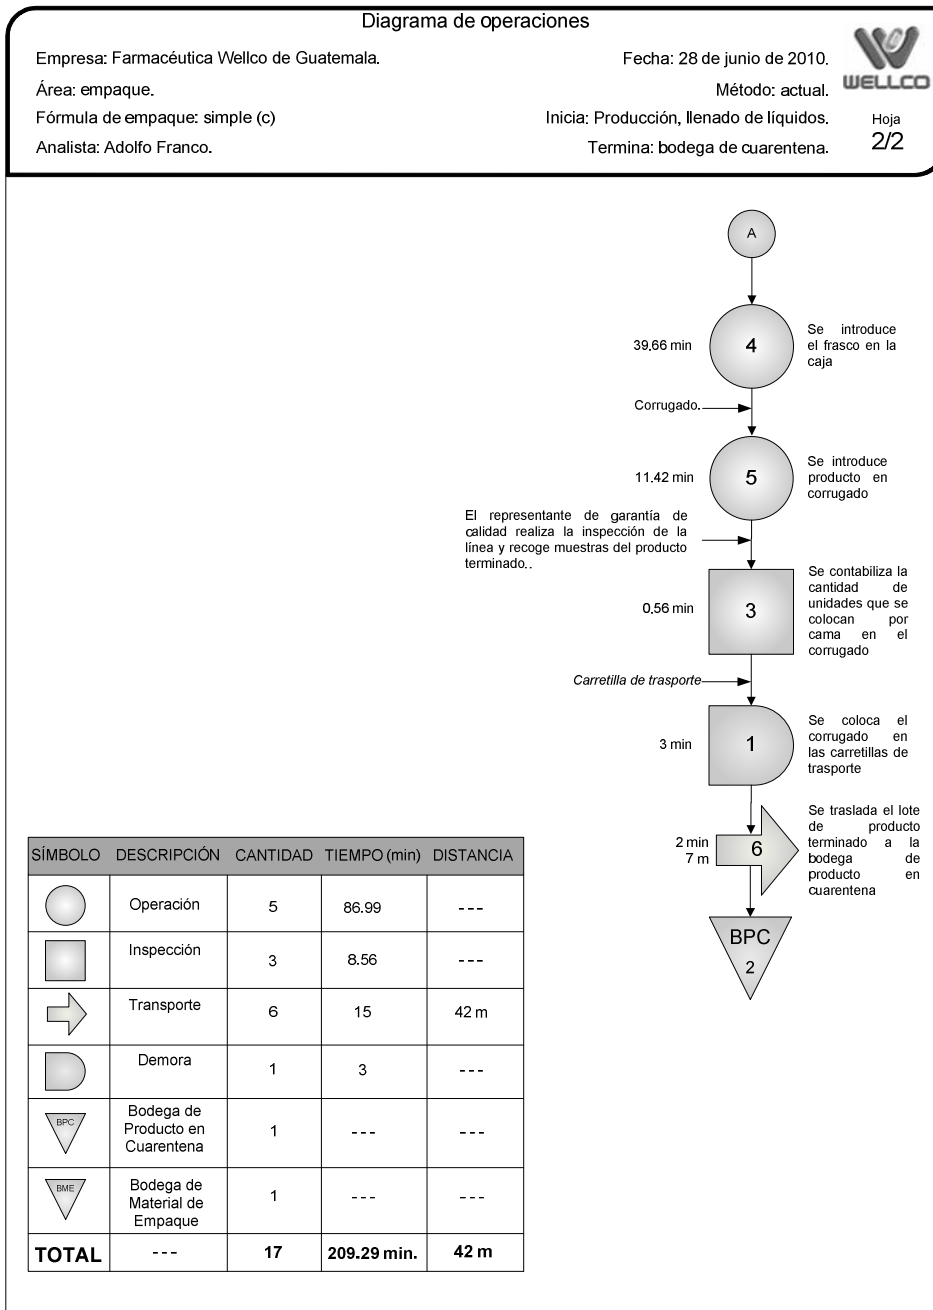 Diagrama de operaciones
Empresa: Farmacéutica Wellco de Guatemala.
Fecha: 28 de junio de 2010.
Área: empaque.
Método: actual.
Fórmula de empaque: simple (c)
Inicia: Producción, llenado de líquidos.
Analista: Adolfo Franco.
Termina: bodega de cuarentena.
WELLCO
Hoja
2/2
A
39.66 min
4
Se introduce
el frasco en la
caja
Corrugado.
11.42 min
5
Se introduce
producto en
corrugado
El representante de garantía de
calidad realiza la inspección de la
línea y recoge muestras del producto
terminado..
0.56 min
3
Se contabiliza la
cantidad de
unidades que se
colocan por
cama en el
corrugado
Carretilla de trasporte
3 min
1
Se coloca el
corrugado en
las carretillas de
trasporte
2 min
7 m
6
Se traslada el lote
de producto
terminado a la
bodega de
producto en
cuarentena
BPC
2
SÍMBOLO DESCRIPCIÓN CANTIDAD TIEMPO (min) DISTANCIA
Operación 5 86.99 ---
Inspección 3 8.56 ---
Transporte 6 15 42 m
Demora 1 3 ---
BPC
Bodega de
Producto en
Cuarentena
1 --- ---
BME
Bodega de
Material de
Empaque
1 --- ---
TOTAL --- 17 209.29 min. 42 m